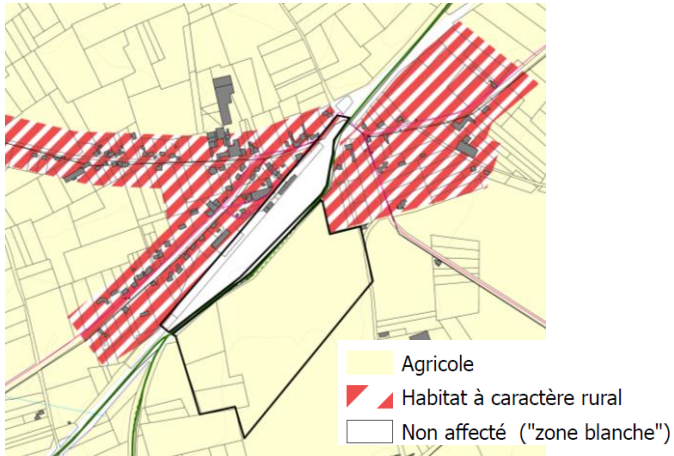 Agricole
Habitat à caractère rural
Non affecté ("zone blanche")